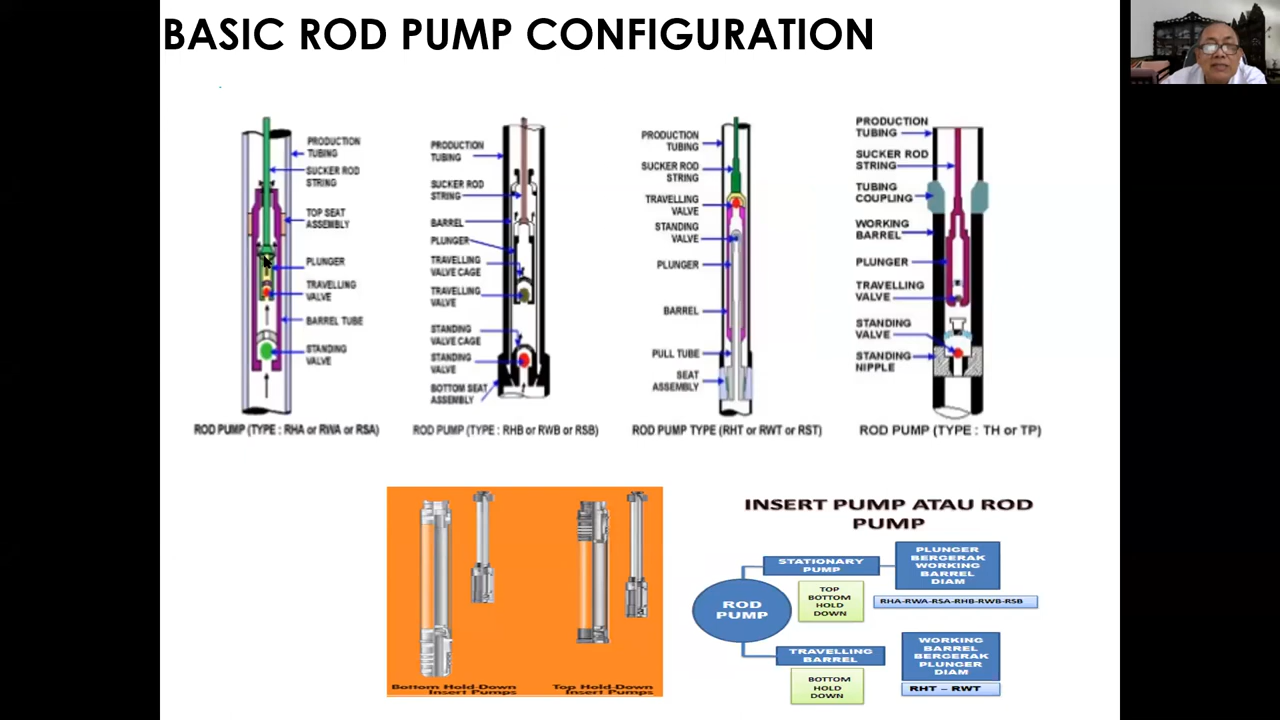 BASIC ROD PUMP CONFIGURATION
PRODUCTION
TUBING
SUCKER ROD
STRING
TOP SEAT
ASSEMBLY
PLUNGER
TRAVELLING
VALVE
BARREL TUBE
STANDING
VALVE
ROD PUMP (TYPE : RHA or RWA or RSA)
PRODUCTION
TUBING
SUCKER ROD
STRING
BARREL
PLUNGER
TRAVELLING
VALVE CAGE
TRAVELLING
VALVE
STANDING
VALVE CAGE
STANDING
VALVE
BOTTOM SEAT
ASSEMBLY
ROD PUMP (TYPE : RHB or RWB or RSB)
PRODUCTION
TUBING
SUCKER ROD
STRING
TRAVELLING
VALVE
STANDING
VALVE
PLUNGER
BARREL
PULL TUBE
SEAT
ASSEMBLY
ROD PUMP TYPE (RHT or RWT or RST)
PRODUCTION
TUBING
SUCKER ROD
STRING
TUBING
COUPLING
WORKING
BARREL
PLUNGER
TRAVELLING
VALVE
STANDING
VALVE
STANDING
NIPPLE
ROD PUMP (TYPE : TH or TP)
Bottom Hold-Down
Insert Pumps
Top Hold-Down
Insert Pumps
INSERT PUMP ATAU ROD
PUMP
ROD
PUMP
STATIONARY
PUMP
TOP
BOTTOM
HOLD
DOWN
PLUNGER
BERGERAK
WORKING
BARREL
DIAM
RHA-RWA-RSA-RHB-RWB-RSB
TRAVELLING
BARREL
BOTTOM
HOLD
DOWN
WORKING
BARREL
BERGERAK
PLUNGER
DIAM
RHT – RWT